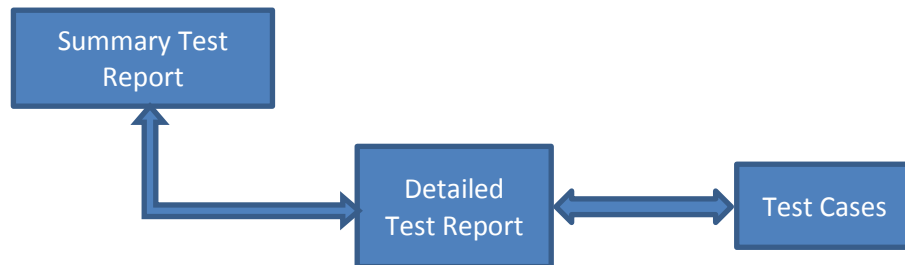 Summary Test
Report
Detailed
Test Report
Test Cases